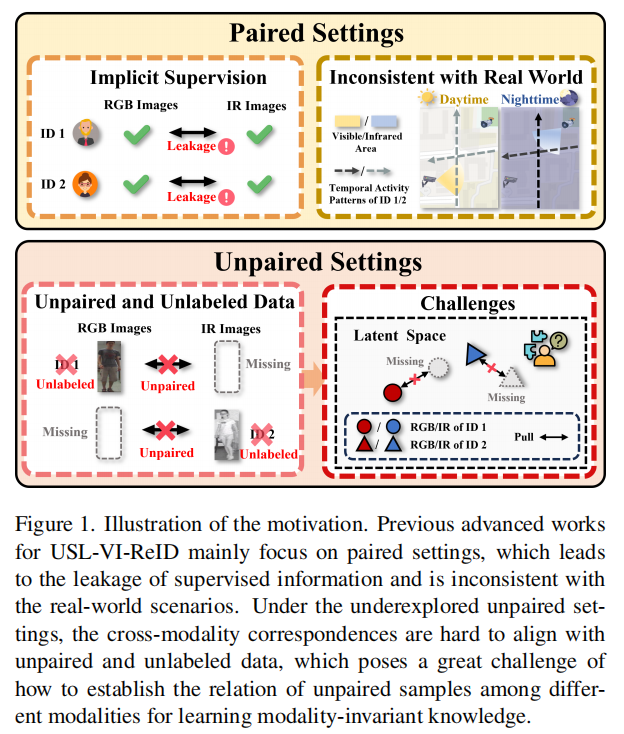 Paired Settings
Implicit Supervision
RGB Images IR Images
ID 1
Leakage !
ID 2
Leakage !
Inconsistent with Real World
Daytime Nighttime
Visible/Infrared
Area
Temporal Activity
Patterns of ID 1/2
Unpaired Settings
Unpaired and Unlabeled Data
RGB Images IR Images
ID 1
Unlabeled
Unpaired
Missing
Missing
Unpaired
ID 2
Unlabeled
Challenges
Latent Space
Missing
Missing
?
/ RGB/IR of ID 1
/ RGB/IR of ID 2
Pull
Figure 1. Illustration of the motivation. Previous advanced works
for USL-VI-ReID mainly focus on paired settings, which leads
to the leakage of supervised information and is inconsistent with
the real-world scenarios. Under the underexplored unpaired set-
tings, the cross-modality correspondences are hard to align with
unpaired and unlabeled data, which poses a great challenge of
how to establish the relation of unpaired samples among differ-
ent modalities for learning modality-invariant knowledge.